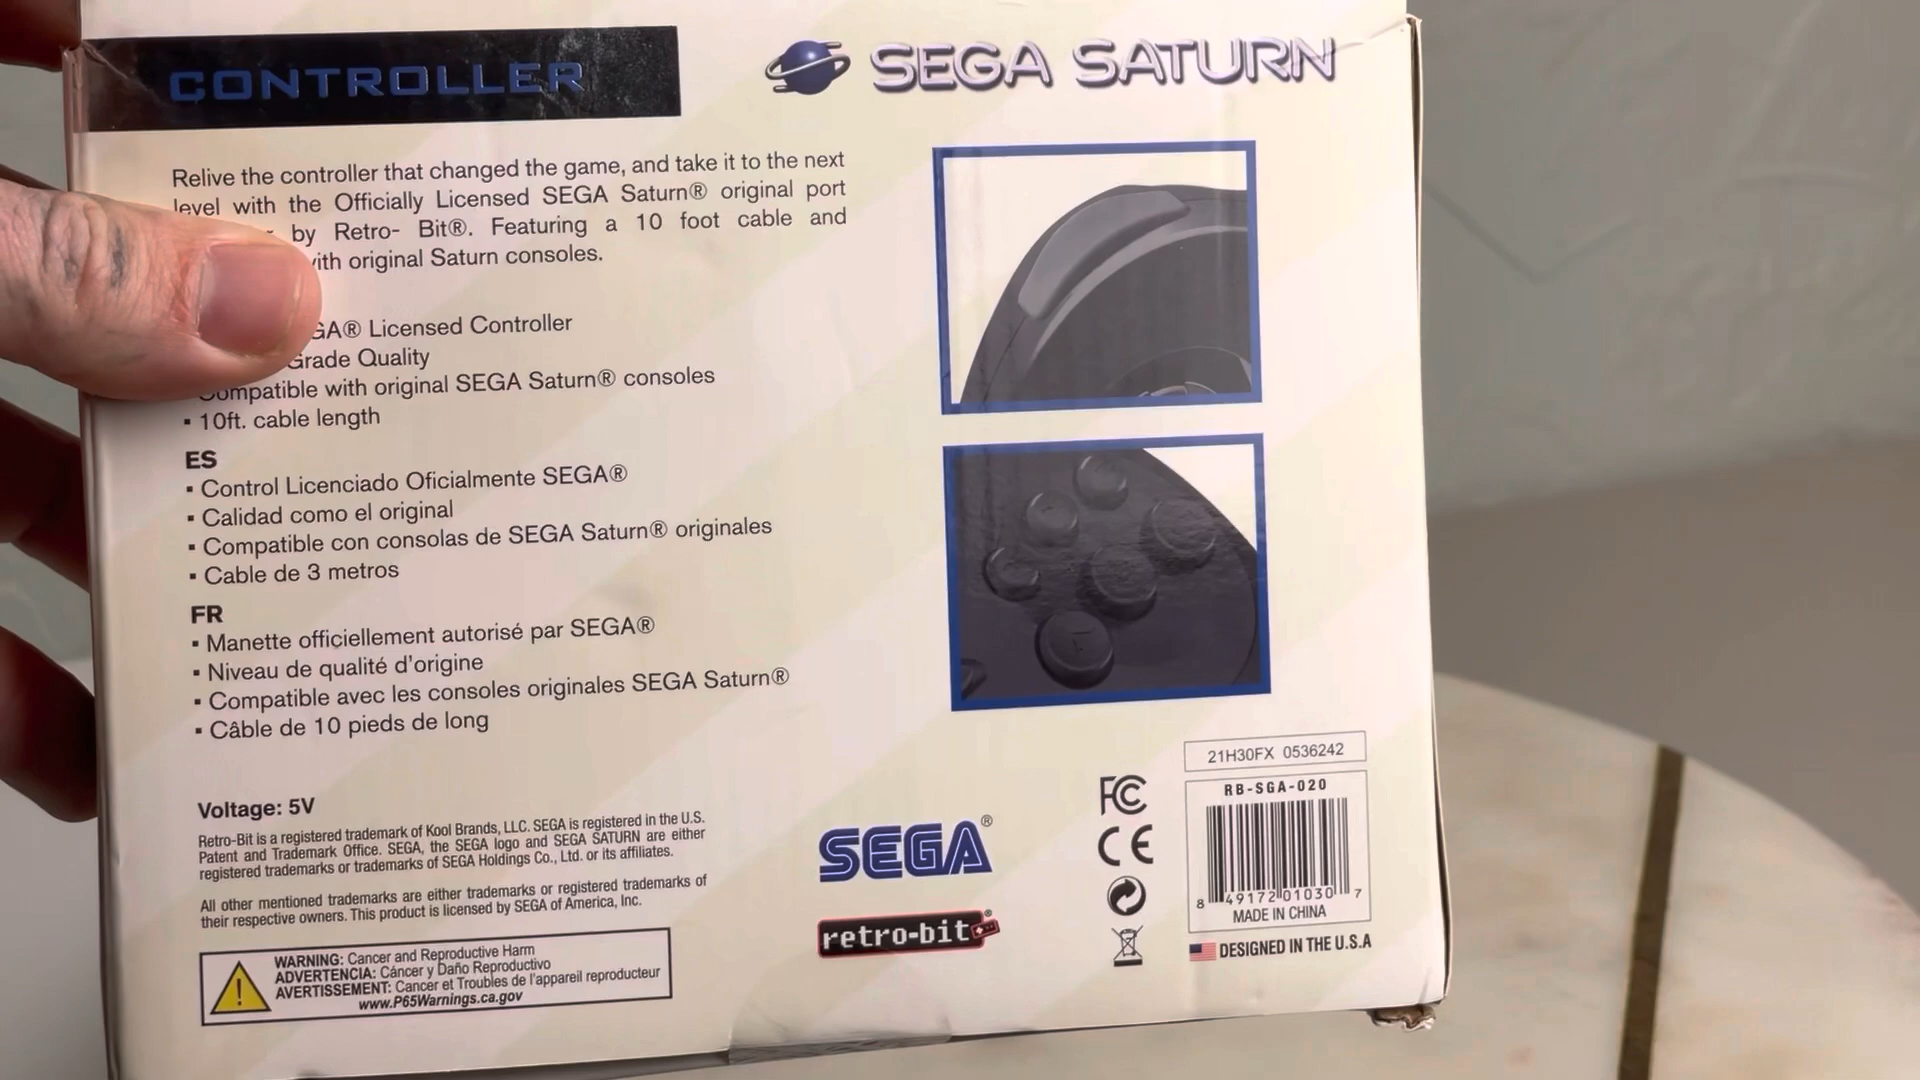 CONTROLLER
SEGA SATURN
Relive the controller that changed the game, and take it to the next
level with the Officially Licensed SEGA Saturn® original port
by Retro- Bit®. Featuring a 10 foot cable and
with original Saturn consoles.
® Licensed Controller
Grade Quality
Compatible with original SEGA Saturn® consoles
▪ 10ft. cable length
ES
▪ Control Licenciado Oficialmente SEGA®
▪ Calidad como el original
▪ Compatible con consolas de SEGA Saturn® originales
▪ Cable de 3 metros
FR
▪ Manette officiellement autorisé par SEGA®
▪ Niveau de qualité d'origine
▪ Compatible avec les consoles originales SEGA Saturn®
▪ Câble de 10 pieds de long
Voltage: 5V
Retro-Bit is a registered trademark of Kool Brands, LLC. SEGA is registered in the U.S.
Patent and Trademark Office. SEGA, the SEGA logo and SEGA SATURN are either
registered trademarks or trademarks of SEGA Holdings Co., Ltd. or its affiliates.
All other mentioned trademarks are either trademarks or registered trademarks of
their respective owners. This product is licensed by SEGA of America, Inc.
WARNING: Cancer and Reproductive Harm
ADVERTENCIA: Cáncer y Daño Reproductivo
AVERTISSEMENT: Cancer et Troubles de l'appareil reproducteur
www.P65Warnings.ca.gov
SEGA®
retro-bit®
FC
CE
21H30FX 0536242
RB-SGA-020
8 49172 01030 7
MADE IN CHINA
DESIGNED IN THE U.S.A